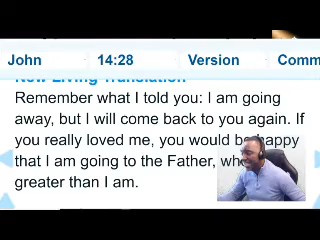 John 14:28 Version Comm
New Living Translation
Remember what I told you: I am going
away, but I will come back to you again. If
you really loved me, you would be happy
that I am going to the Father, who
greater than I am.